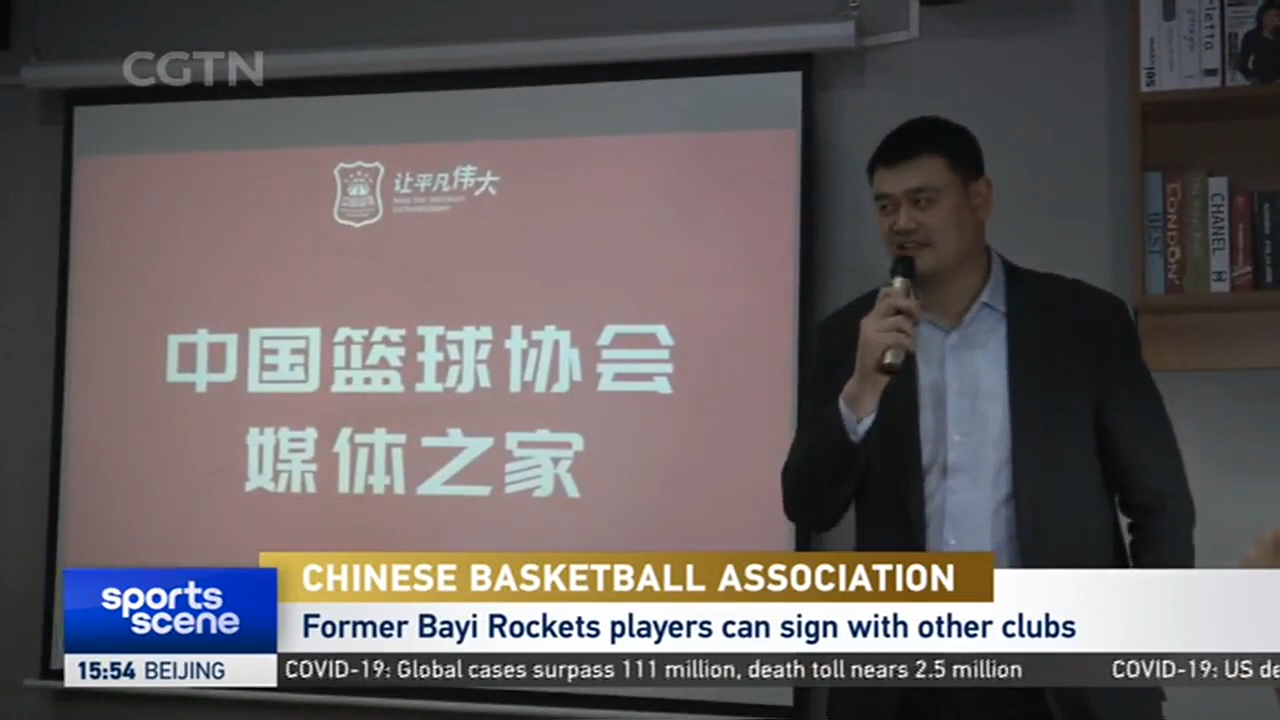 CGTN
让平凡伟大
中国篮球协会
媒体之家
BEST
LONDON
CHANEL
CHINESE BASKETBALL ASSOCIATION
sports
scene
Former Bayi Rockets players can sign with other clubs
15:54 BEIJING
COVID-19: Global cases surpass 111 million, death toll nears 2.5 million
COVID-19: US de